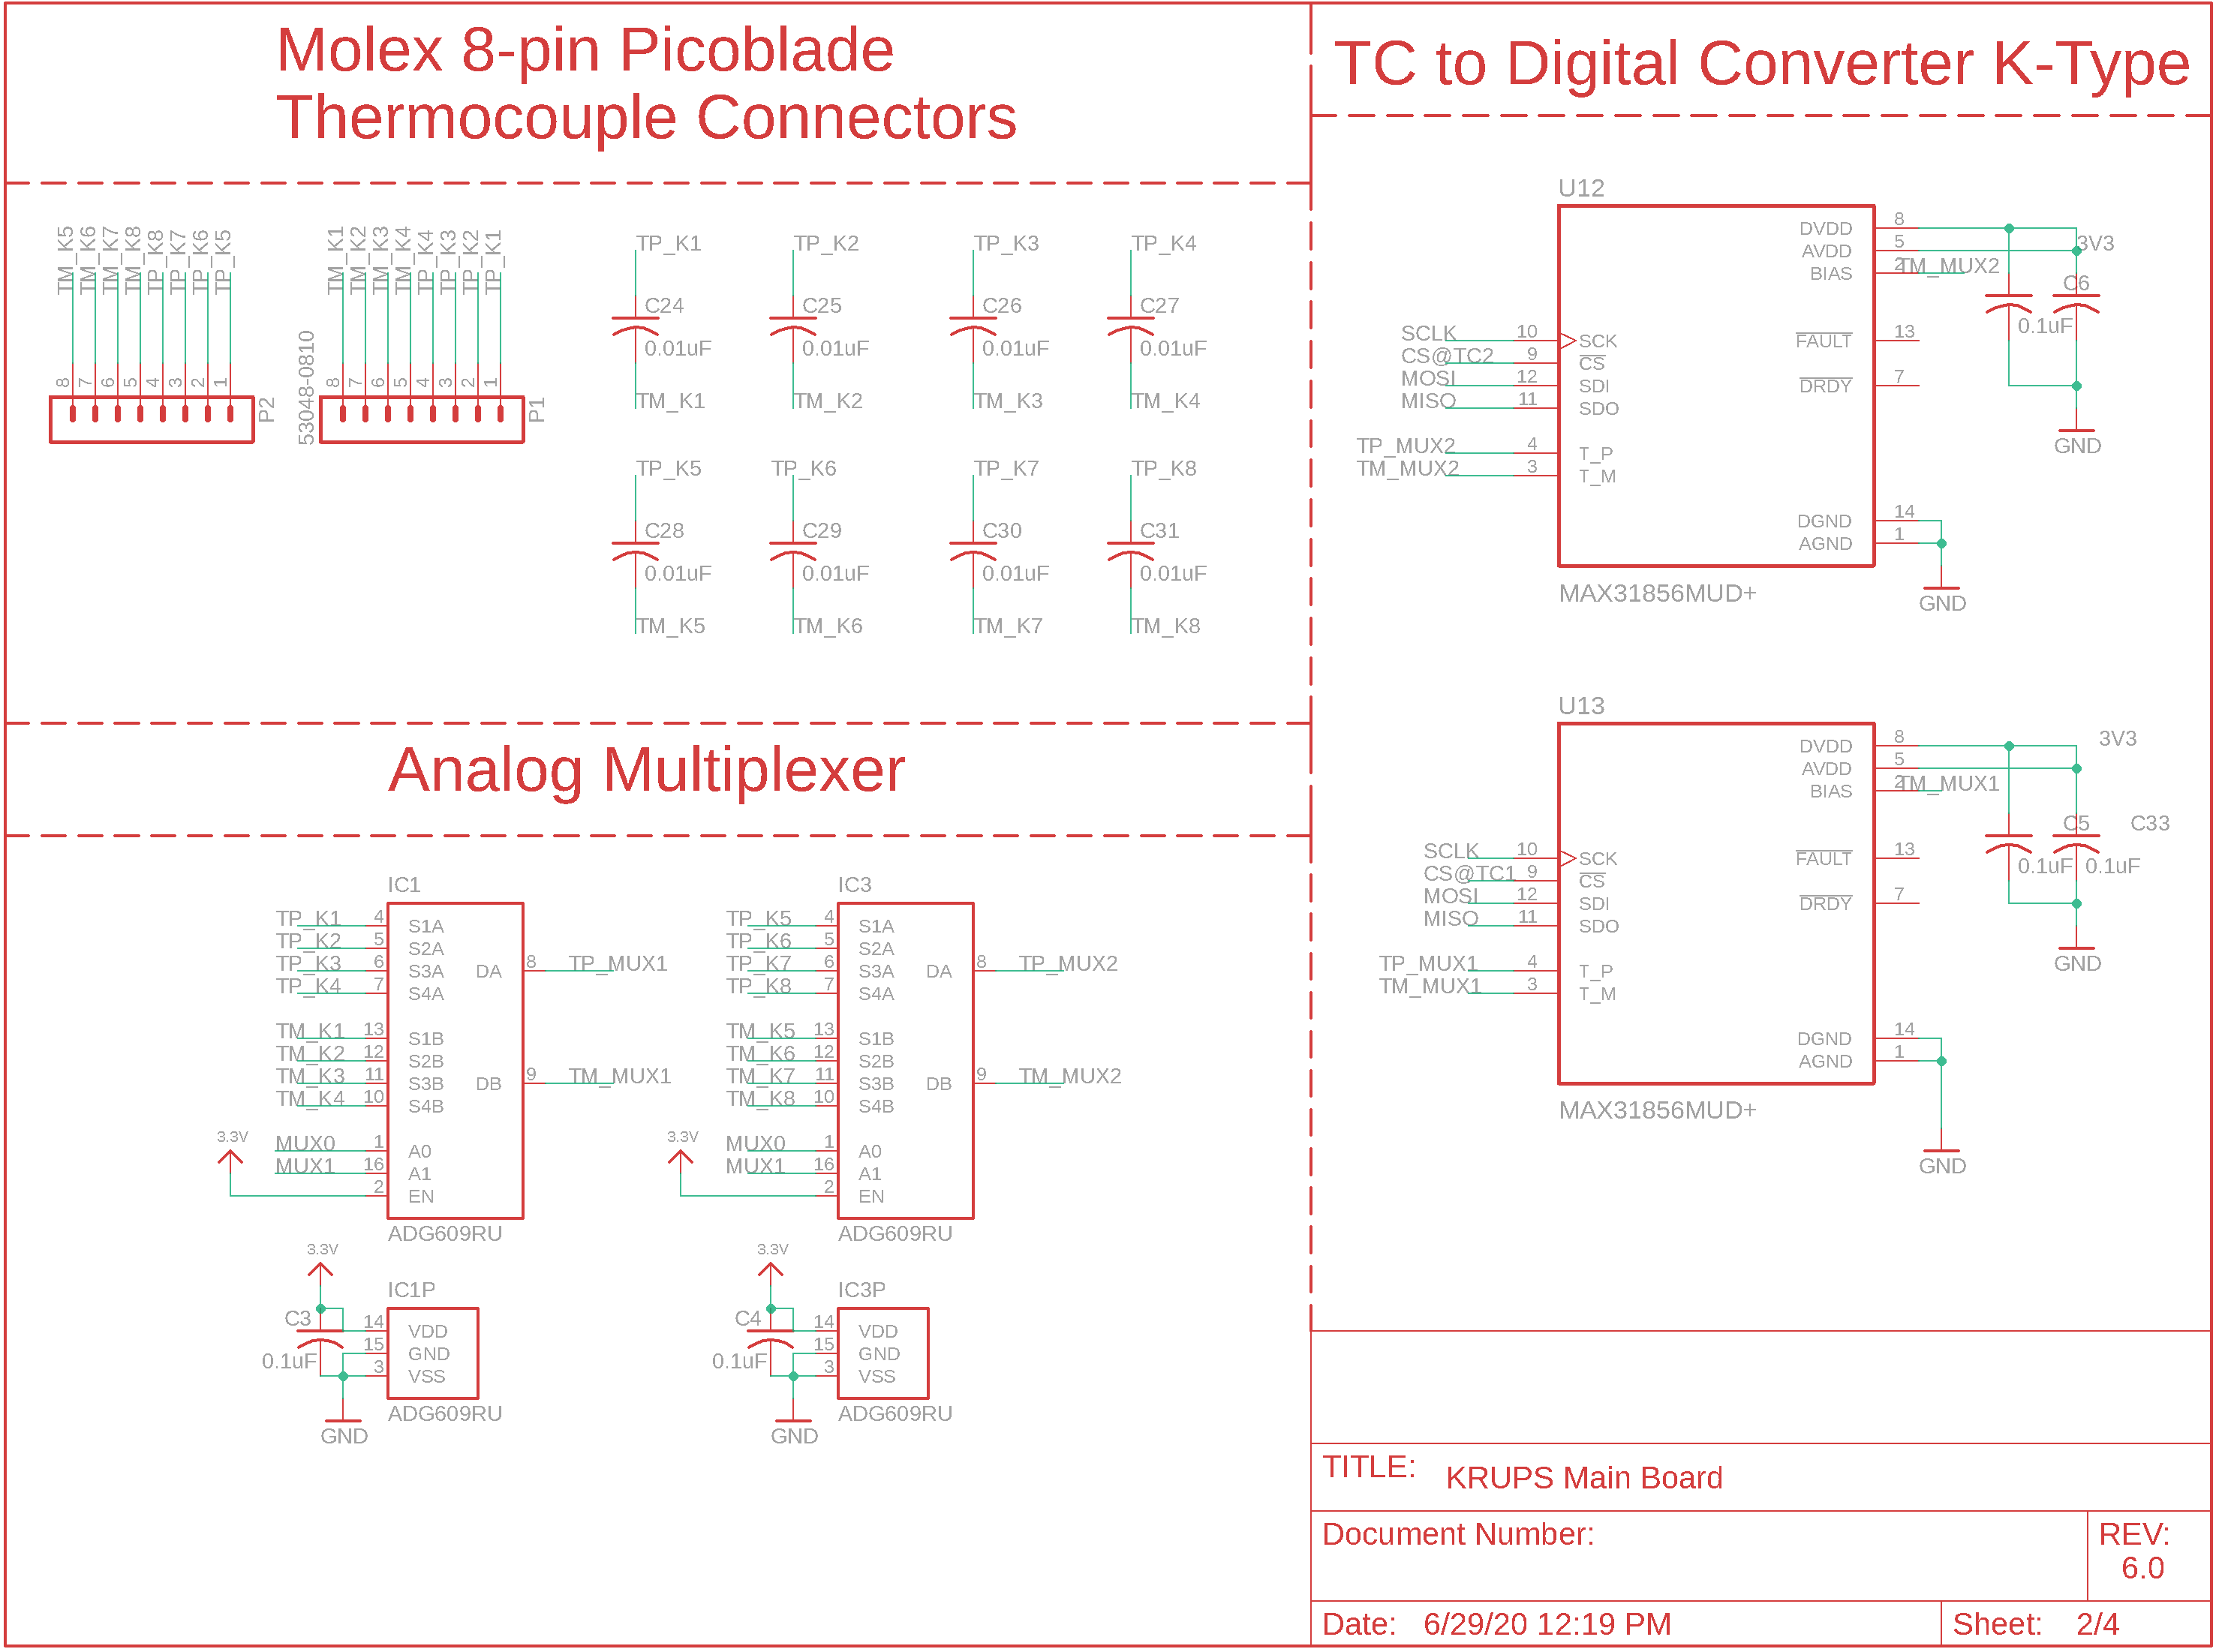 Molex 8-pin Picoblade
Thermocouple Connectors
TM_K5 TM_K6 TM_K7 TM_K8 TP_K8 TP_K7 TP_K6 TP_K5
8 7 6 5 4 3 2 1
P2
53048-0810
TM_K1 TM_K2 TM_K3 TM_K4 TP_K4 TP_K3 TP_K2 TP_K1
8 7 6 5 4 3 2 1
P1
TP_K1 TP_K2 TP_K3 TP_K4
C24 C25 C26 C27
0.01uF 0.01uF 0.01uF 0.01uF
TM_K1 TM_K2 TM_K3 TM_K4
TP_K5 TP_K6 TP_K7 TP_K8
C28 C29 C30 C31
0.01uF 0.01uF 0.01uF 0.01uF
TM_K5 TM_K6 TM_K7 TM_K8
Analog Multiplexer
IC1
TP_K1 4 S1A
TP_K2 5 S2A
TP_K3 6 S3A DA 8 TP_MUX1
TP_K4 7 S4A
TM_K1 13 S1B
TM_K2 12 S2B
TM_K3 11 S3B DB 9 TM_MUX1
TM_K4 10 S4B
3.3V
MUX0 1 A0
MUX1 16 A1
2 EN
ADG609RU
3.3V
IC1P
C3
0.1uF
14 VDD
15 GND
3 VSS
ADG609RU
GND
IC3
TP_K5 4 S1A
TP_K6 5 S2A
TP_K7 6 S3A DA 8 TP_MUX2
TP_K8 7 S4A
TM_K5 13 S1B
TM_K6 12 S2B
TM_K7 11 S3B DB 9 TM_MUX2
TM_K8 10 S4B
3.3V
MUX0 1 A0
MUX1 16 A1
2 EN
ADG609RU
3.3V
IC3P
C4
0.1uF
14 VDD
15 GND
3 VSS
ADG609RU
GND
TC to Digital Converter K-Type
U12
DVDD 8
AVDD 5 3V3
BIAS 2 TM_MUX2
C6
0.1uF
SCLK 10 SCK FAULT 13
CS@TC2 9 CS
MOSI 12 SDI DRDY 7
MISO 11 SDO
GND
TP_MUX2 4 T_P
TM_MUX2 3 T_M
DGND 14
AGND 1
GND
MAX31856MUD+
U13
DVDD 8 3V3
AVDD 5
BIAS 2 TM_MUX1
C5 C33
0.1uF 0.1uF
SCLK 10 SCK FAULT 13
CS@TC1 9 CS
MOSI 12 SDI DRDY 7
MISO 11 SDO
GND
TP_MUX1 4 T_P
TM_MUX1 3 T_M
DGND 14
AGND 1
MAX31856MUD+
GND
TITLE: KRUPS Main Board
Document Number:
REV:
6.0
Date: 6/29/20 12:19 PM
Sheet: 2/4